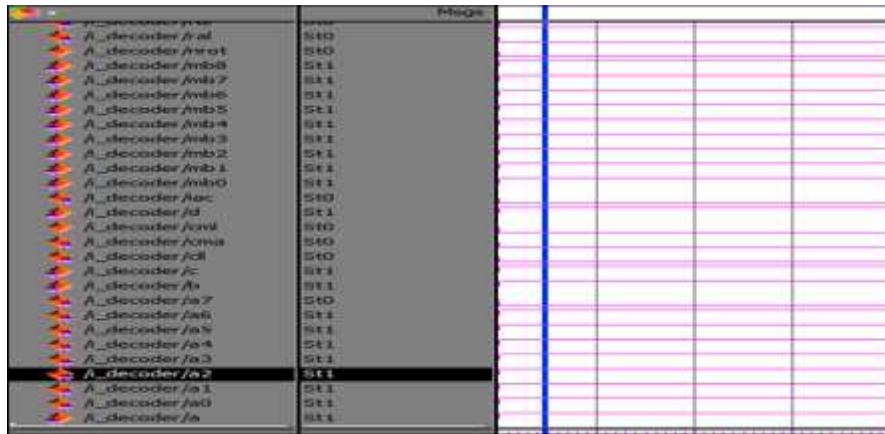 Msgs
/i_decoder/ral St0
/i_decoder/nrot St0
/i_decoder/mb8 St1
/i_decoder/mb7 St1
/i_decoder/mb6 St1
/i_decoder/mb5 St1
/i_decoder/mb4 St1
/i_decoder/mb3 St1
/i_decoder/mb2 St1
/i_decoder/mb1 St1
/i_decoder/mb0 St1
/i_decoder/iac St0
/i_decoder/d St1
/i_decoder/cml St0
/i_decoder/cma St0
/i_decoder/cll St0
/i_decoder/c St1
/i_decoder/b St1
/i_decoder/a7 St0
/i_decoder/a6 St1
/i_decoder/a5 St1
/i_decoder/a4 St1
/i_decoder/a3 St1
/i_decoder/a2 St1
/i_decoder/a1 St1
/i_decoder/a0 St1
/i_decoder/a St1